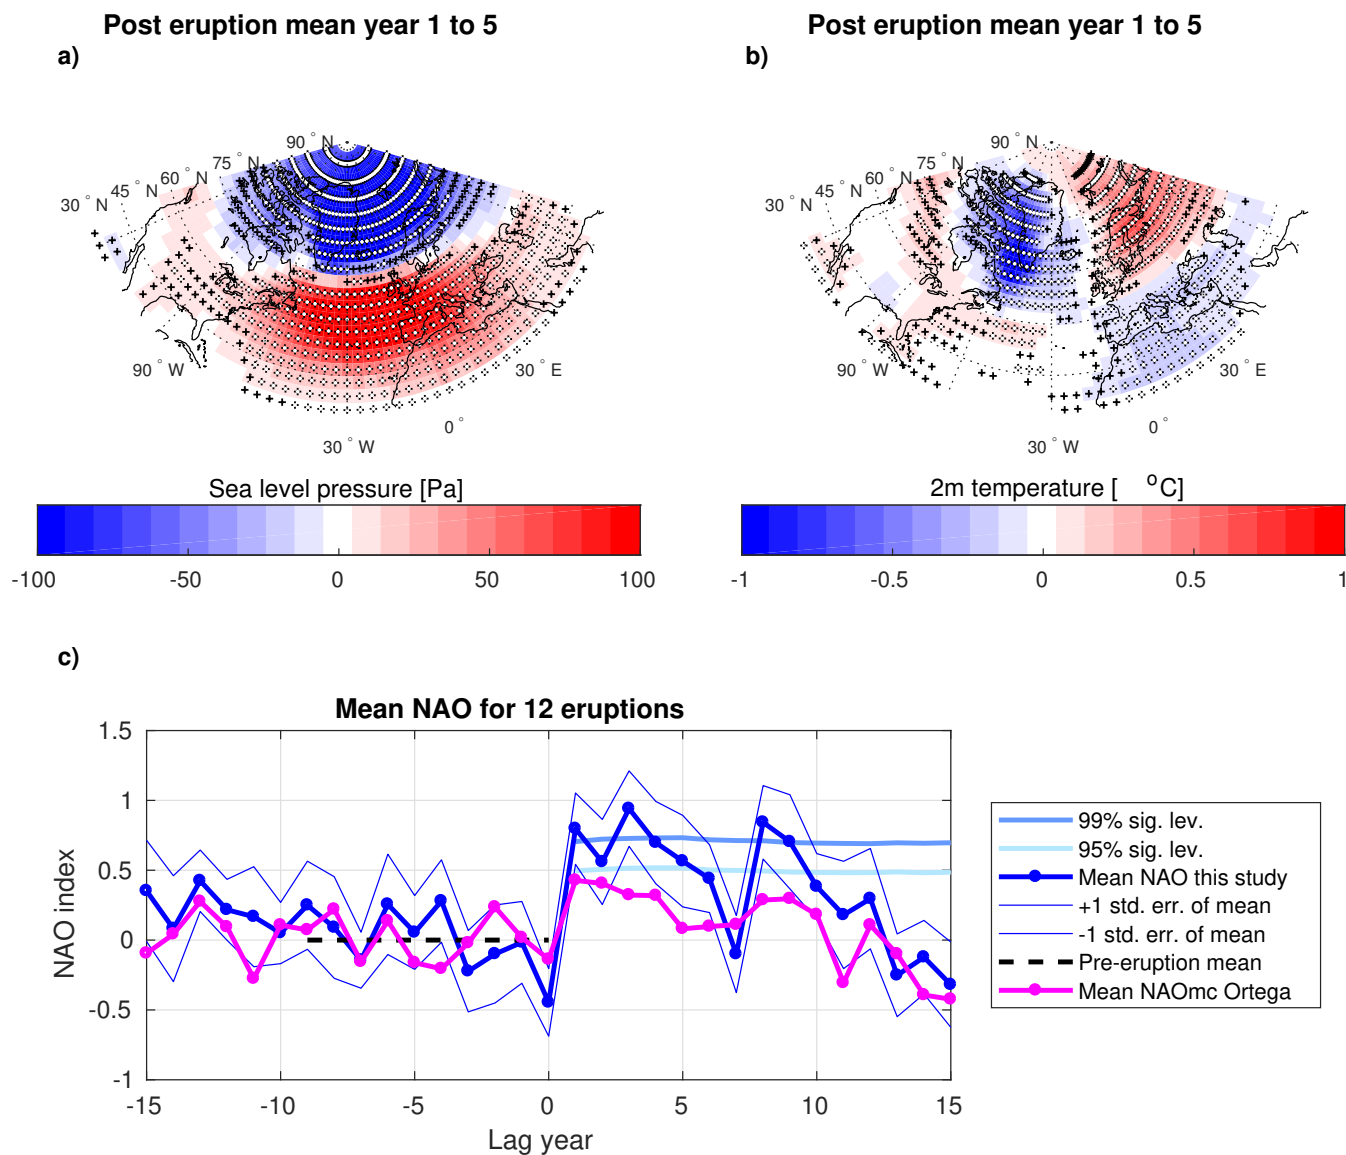 Post eruption mean year 1 to 5
Post eruption mean year 1 to 5
a)
b)
90 ° N
75 ° N
60 ° N
45 ° N
30 ° N
90 ° W
30 ° W
0 °
30 ° E
90 ° N
75 ° N
60 ° N
45 ° N
30 ° N
90 ° W
30 ° W
0 °
30 ° E
Sea level pressure [Pa]
-100 -50 0 50 100
2m temperature [ °C]
-1 -0.5 0 0.5 1
c)
Mean NAO for 12 eruptions
1.5
1
0.5
0
-0.5
-1
NAO index
-15 -10 -5 0 5 10 15
Lag year
99% sig. lev.
95% sig. lev.
Mean NAO this study
+1 std. err. of mean
-1 std. err. of mean
Pre-eruption mean
Mean NAOmc Ortega